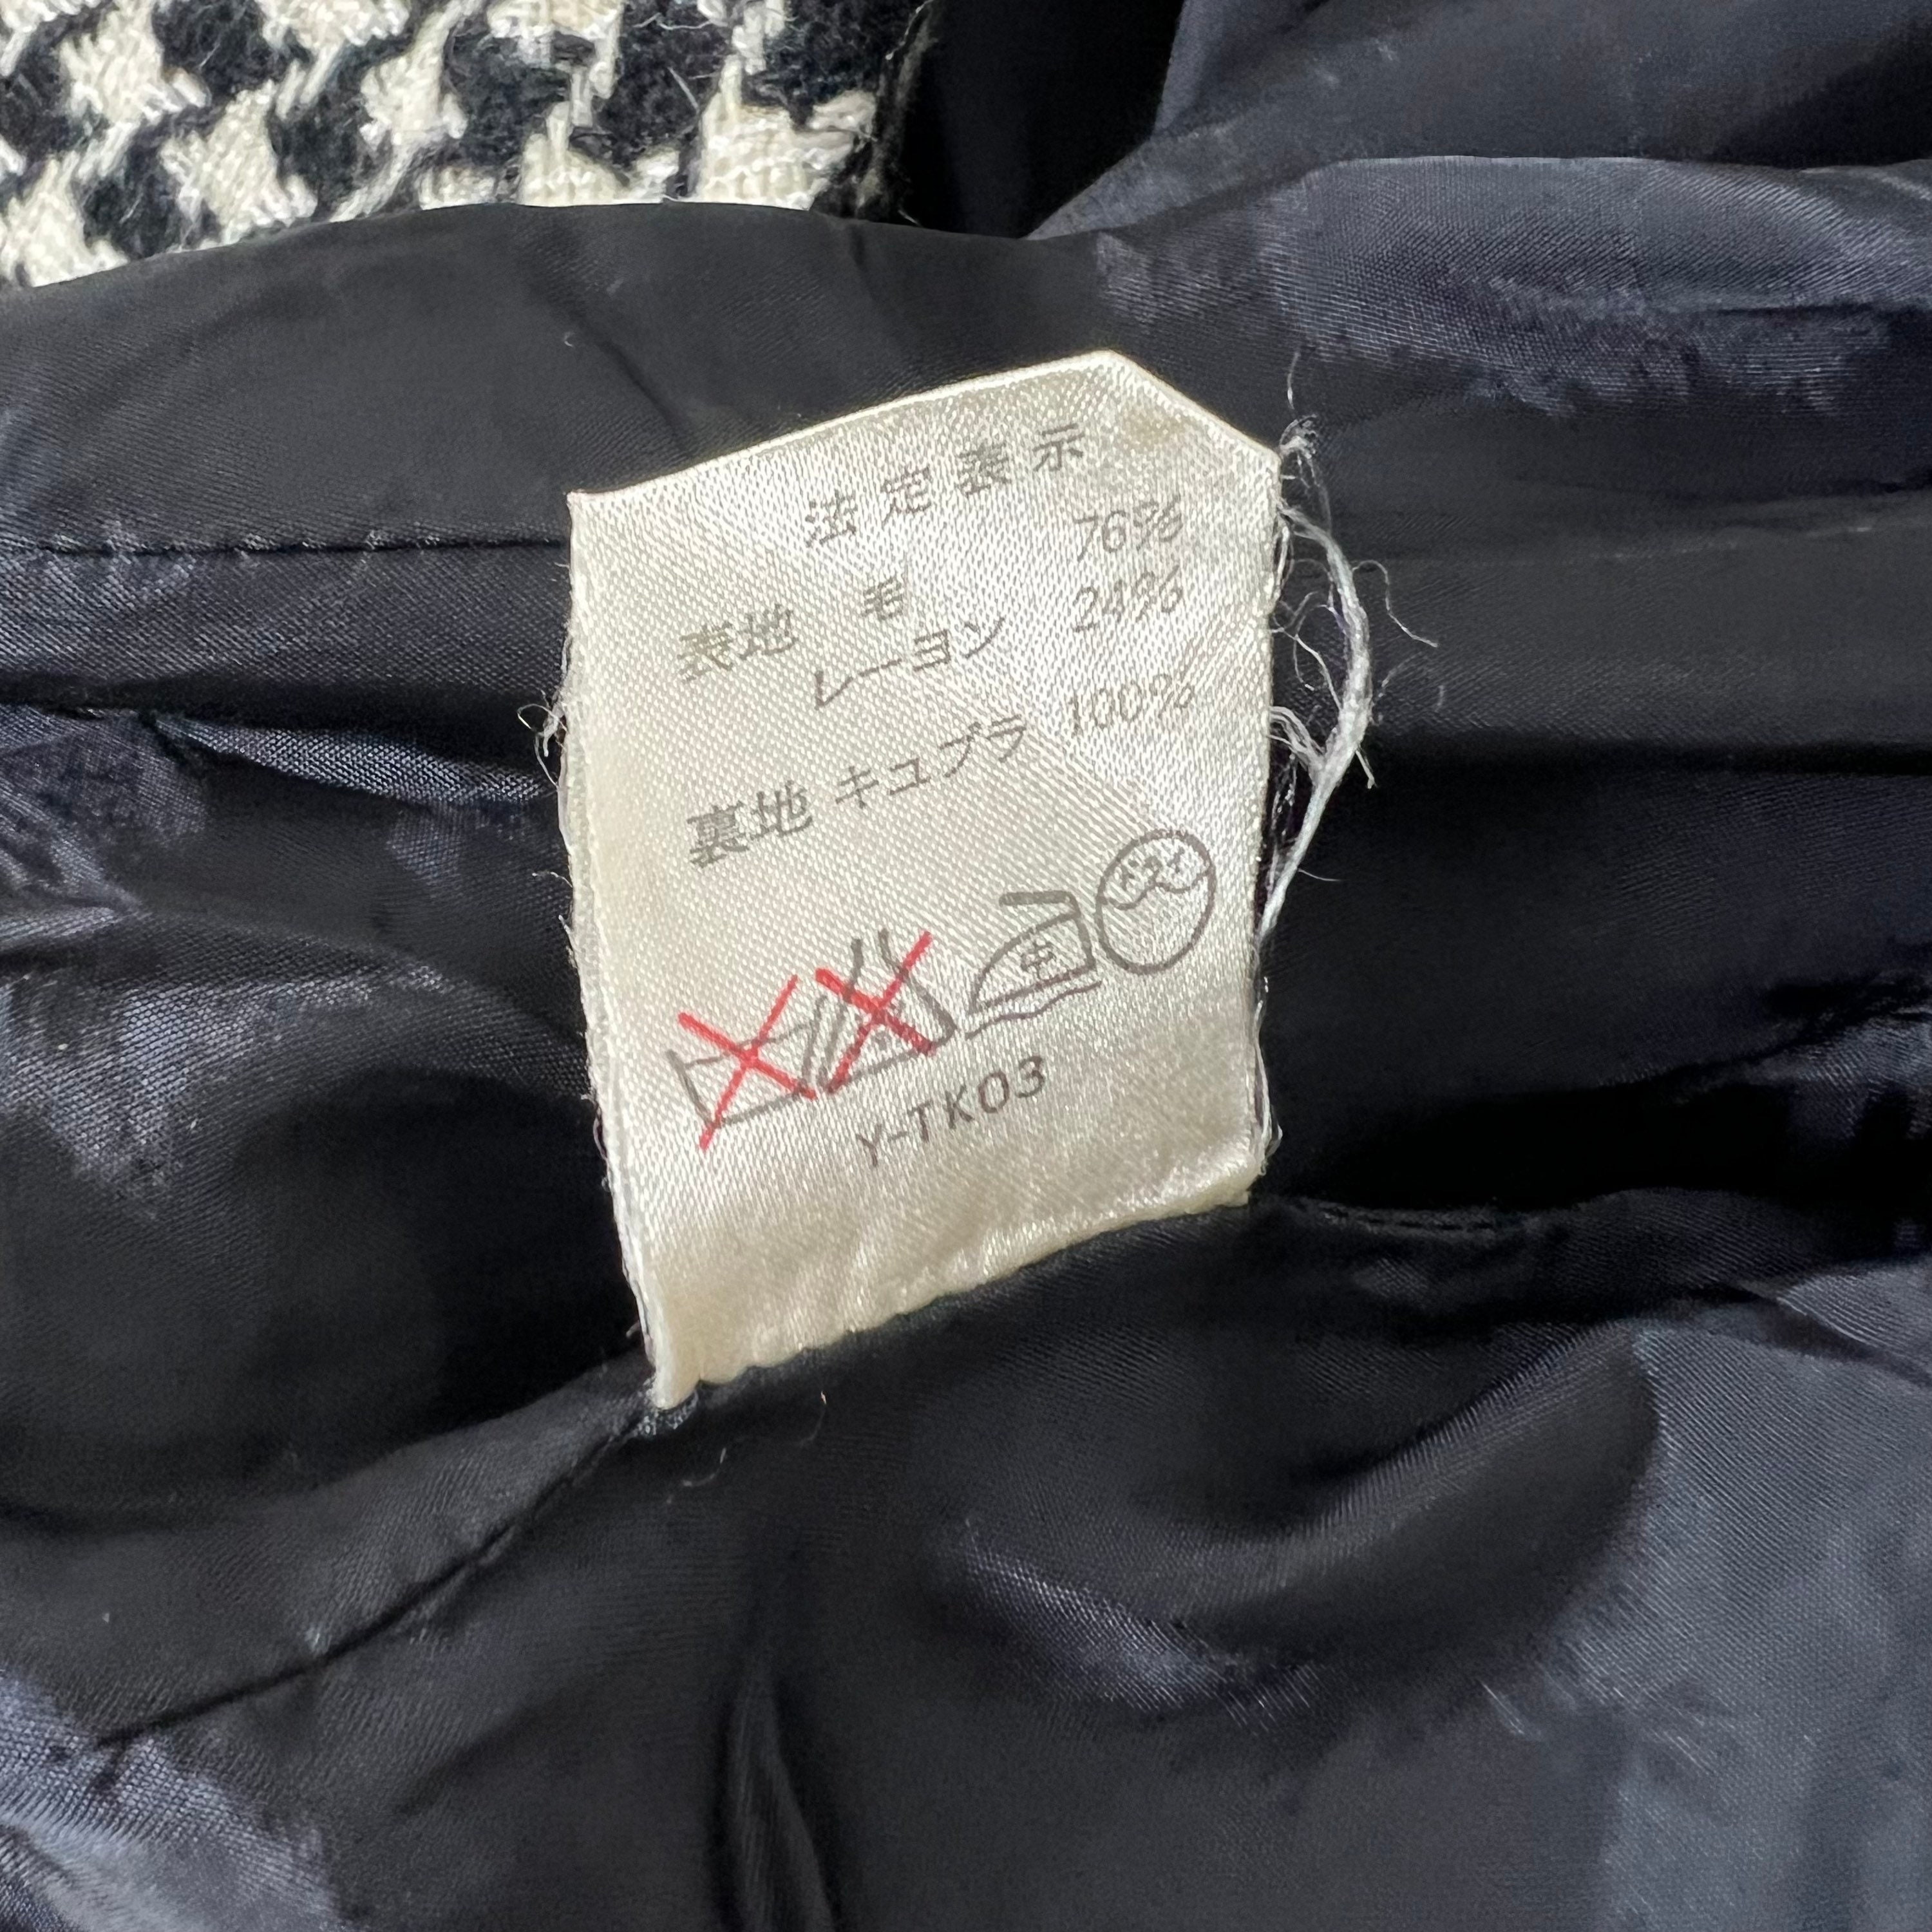 法定表示
表地 毛 76%
レーヨン 24%
裏地 キュプラ 100%
中 ドライ
Y-TK03